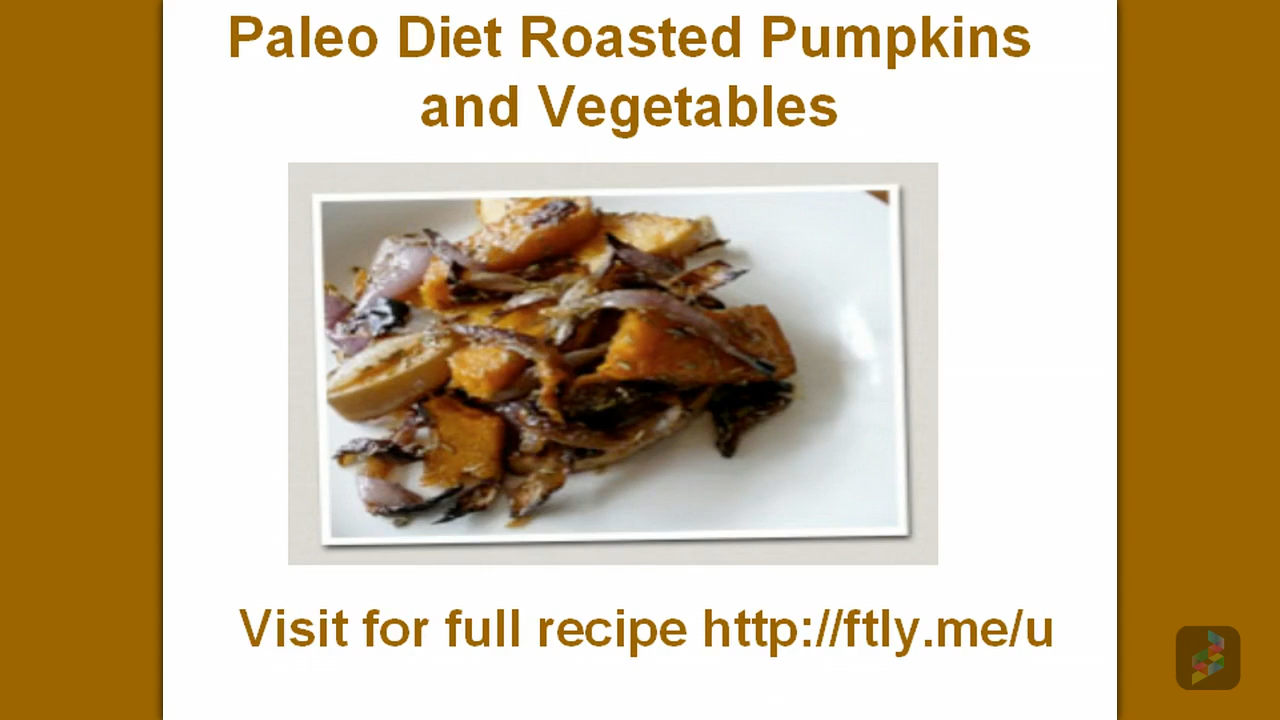 Paleo Diet Roasted Pumpkins
and Vegetables
Visit for full recipe http://ftly.me/u